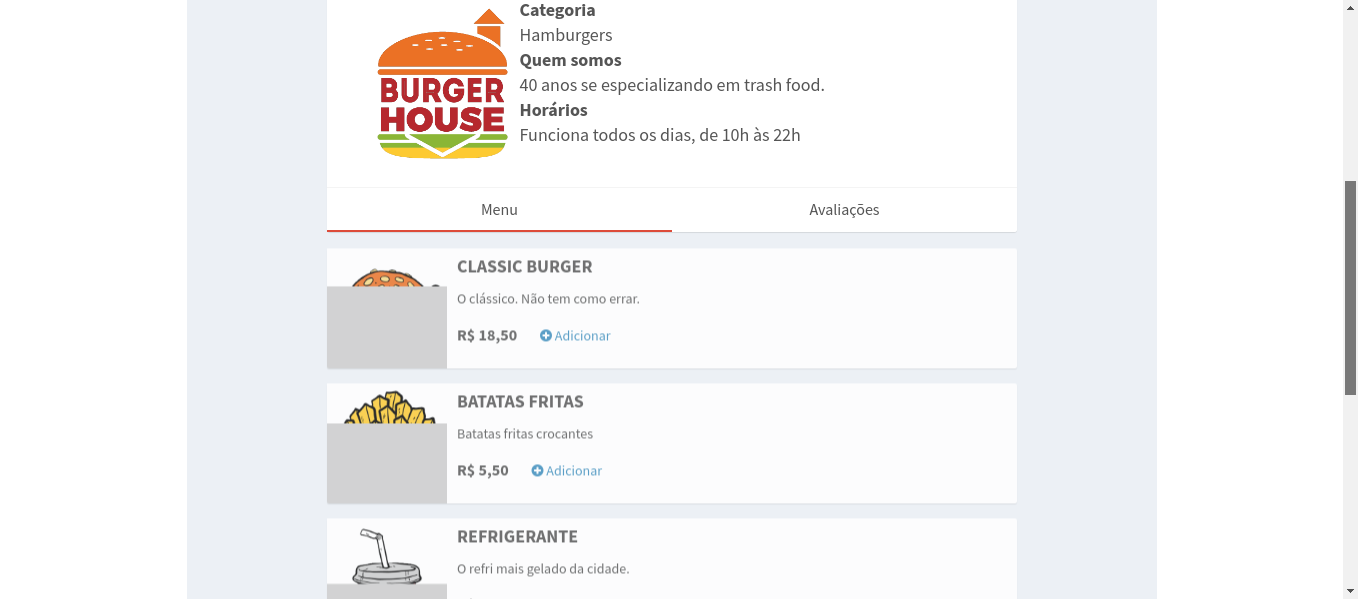 Categoria
Hamburgers
Quem somos
40 anos se especializando em trash food.
Horários
Funciona todos os dias, de 10h às 22h
BURGER
HOUSE
Menu
Avaliações
CLASSIC BURGER
O clássico. Não tem como errar.
R$ 18,50
Adicionar
BATATAS FRITAS
Batatas fritas crocantes
R$ 5,50
Adicionar
REFRIGERANTE
O refri mais gelado da cidade.